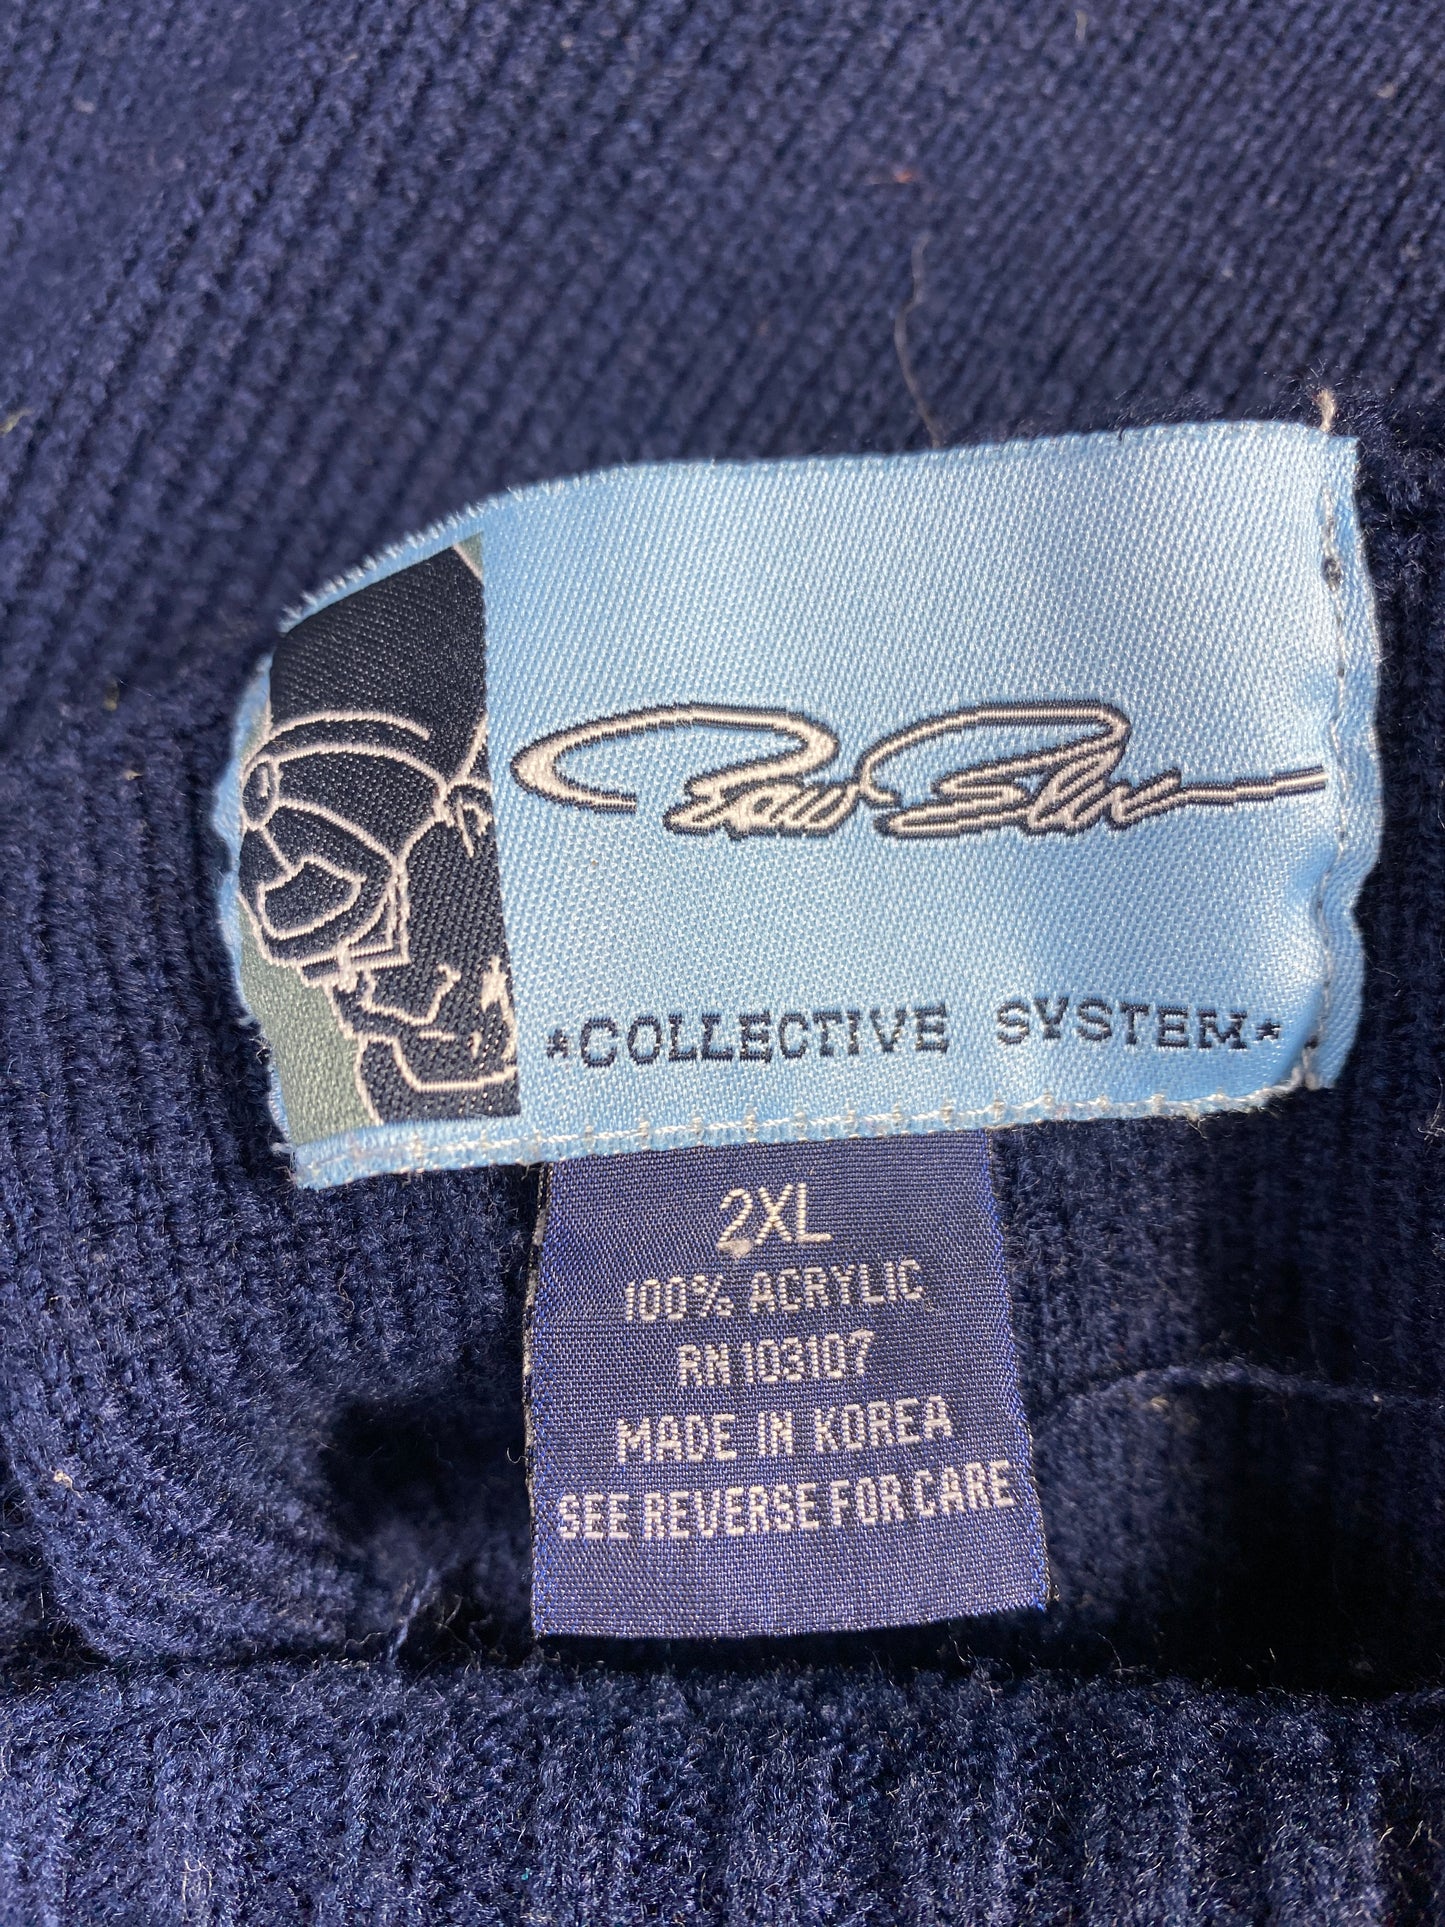 *COLLECTIVE SYSTEM*
2XL
100% ACRYLIC
RN 103107
MADE IN KOREA
SEE REVERSE FOR CARE